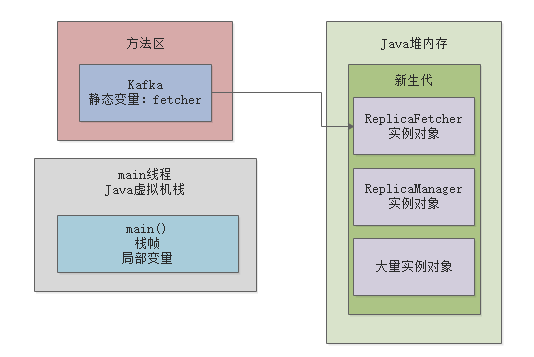 方法区
Kafka
静态变量：fetcher
main线程
Java虚拟机栈
main()
栈帧
局部变量
Java堆内存
新生代
ReplicaFetcher
实例对象
ReplicaManager
实例对象
大量实例对象